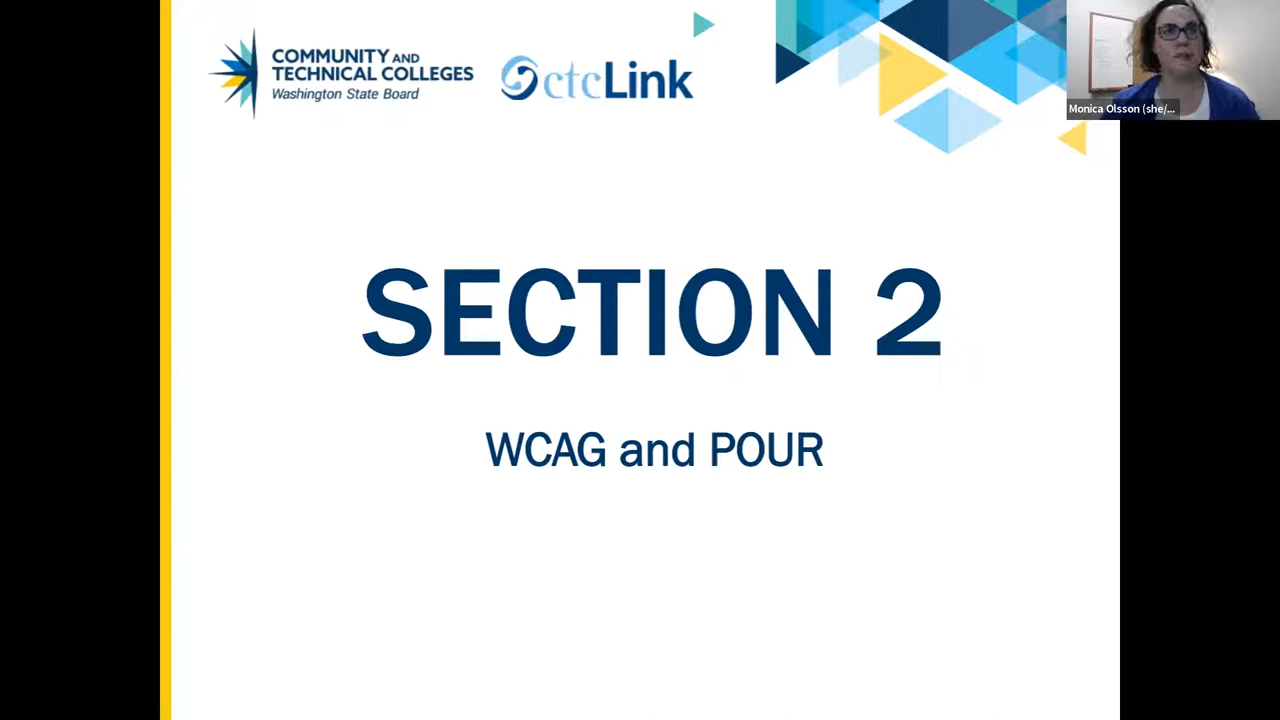 COMMUNITY AND
TECHNICAL COLLEGES
Washington State Board
ctcLink
Monica Olsson (she/...
SECTION 2
WCAG and POUR